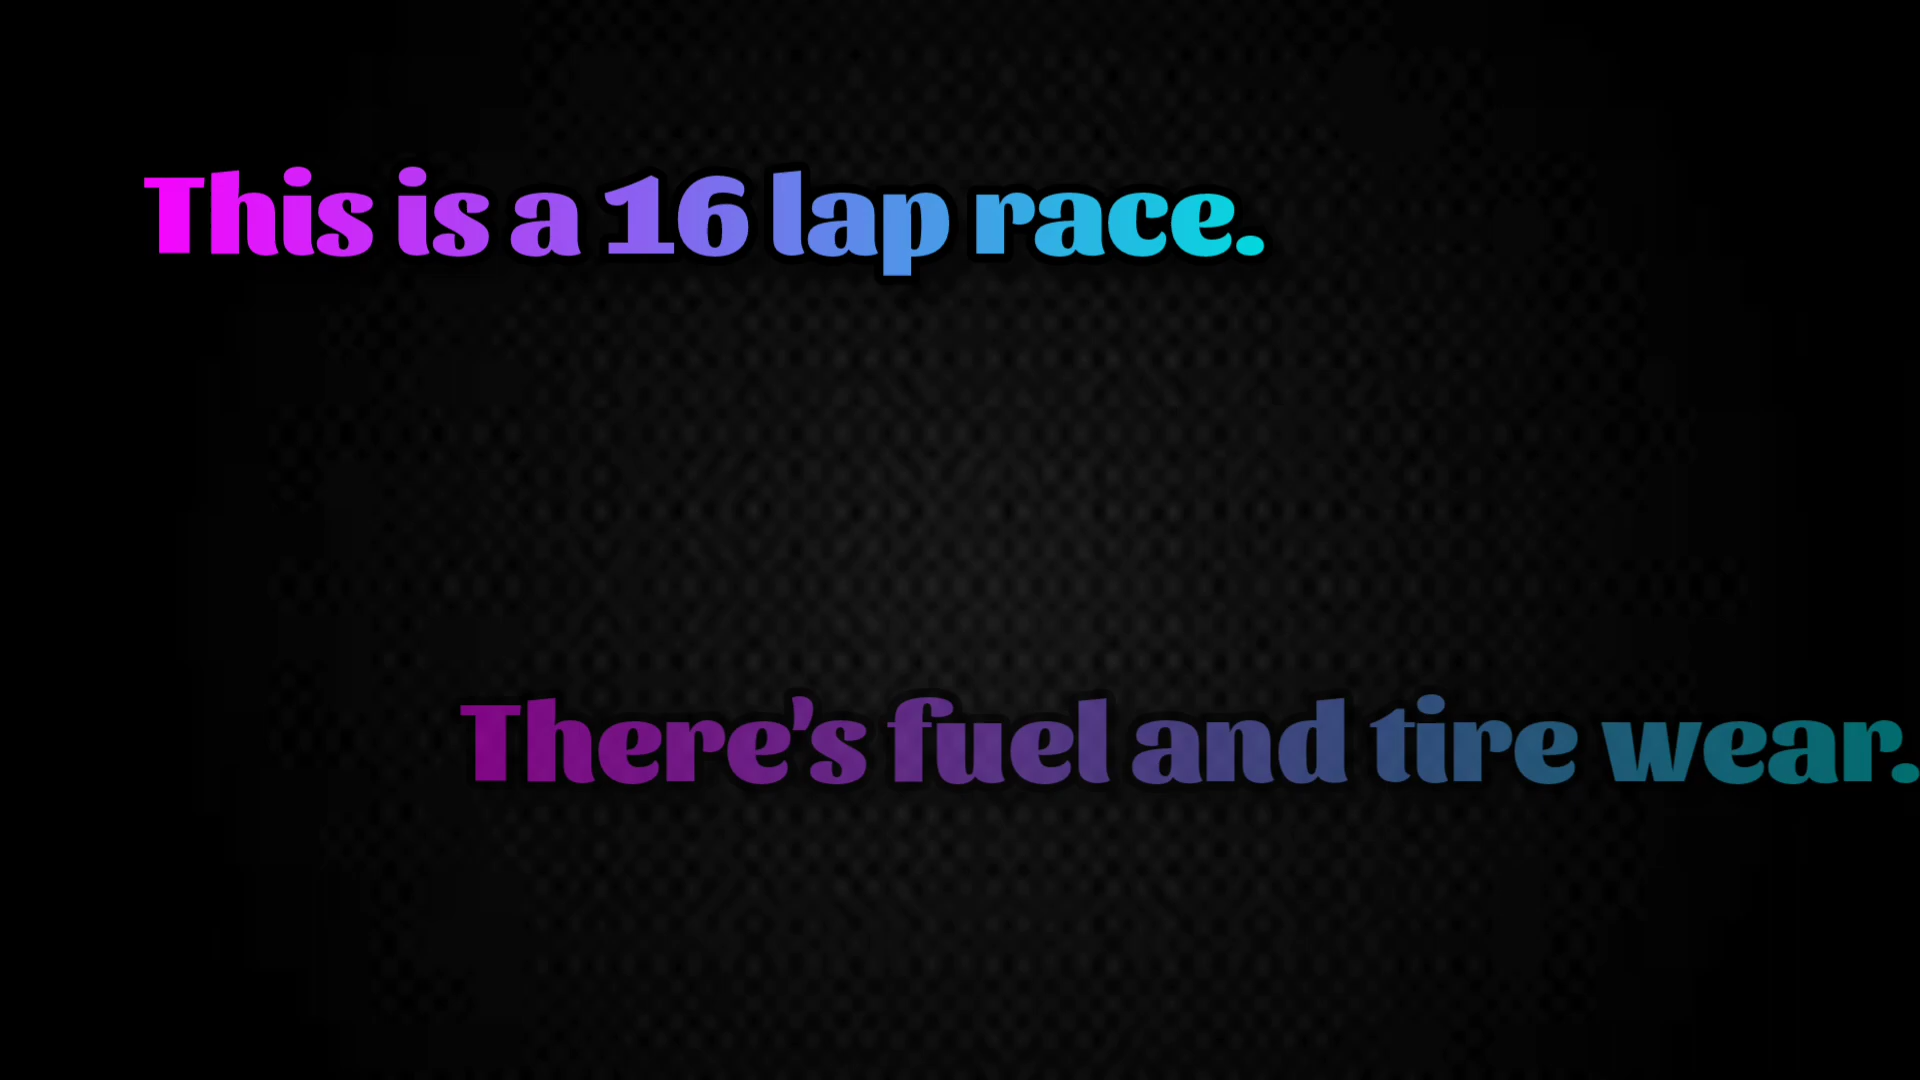 This is a 16 lap race.
There's fuel and tire wear.